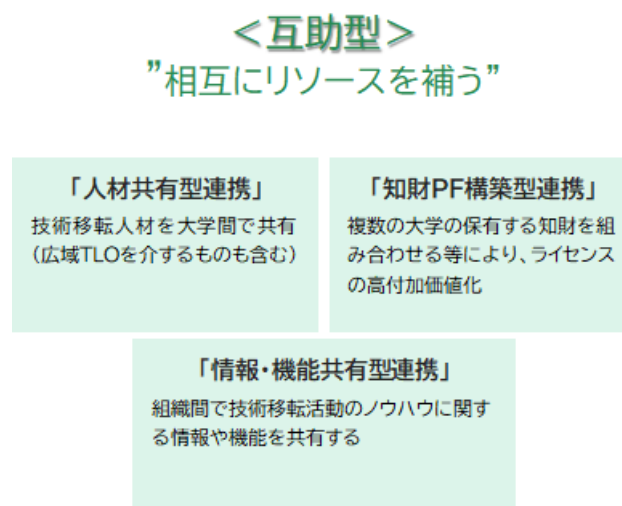 ＜互助型＞
”相互にリソースを補う”
「人材共有型連携」
技術移転人材を大学間で共有
（広域TLOを介するものも含む）
「知財PF構築型連携」
複数の大学の保有する知財を組
み合わせる等により、ライセンス
の高付加価値化
「情報・機能共有型連携」
組織間で技術移転活動のノウハウに関す
る情報や機能を共有する